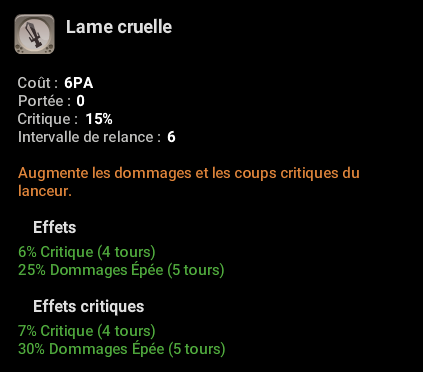 Lame cruelle
Coût : 6PA
Portée : 0
Critique : 15%
Intervalle de relance : 6
Augmente les dommages et les coups critiques du
lanceur.
Effets
6% Critique (4 tours)
25% Dommages Épée (5 tours)
Effets critiques
7% Critique (4 tours)
30% Dommages Épée (5 tours)